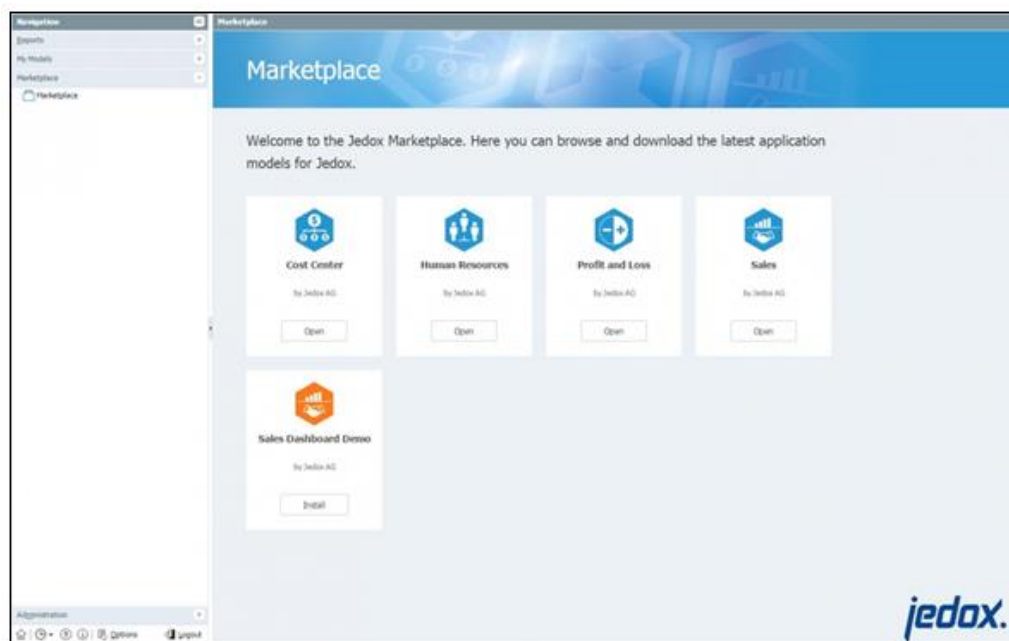 Navigation
Reports
My Models
Marketplace
Marketplace
Administration
Options
Logout
Marketplace
Marketplace
Welcome to the Jedox Marketplace. Here you can browse and download the latest application
models for Jedox.
Cost Center
by Jedox AG
Open
Human Resources
by Jedox AG
Open
Profit and Loss
by Jedox AG
Open
Sales
by Jedox AG
Open
Sales Dashboard Demo
by Jedox AG
Install
jedox.